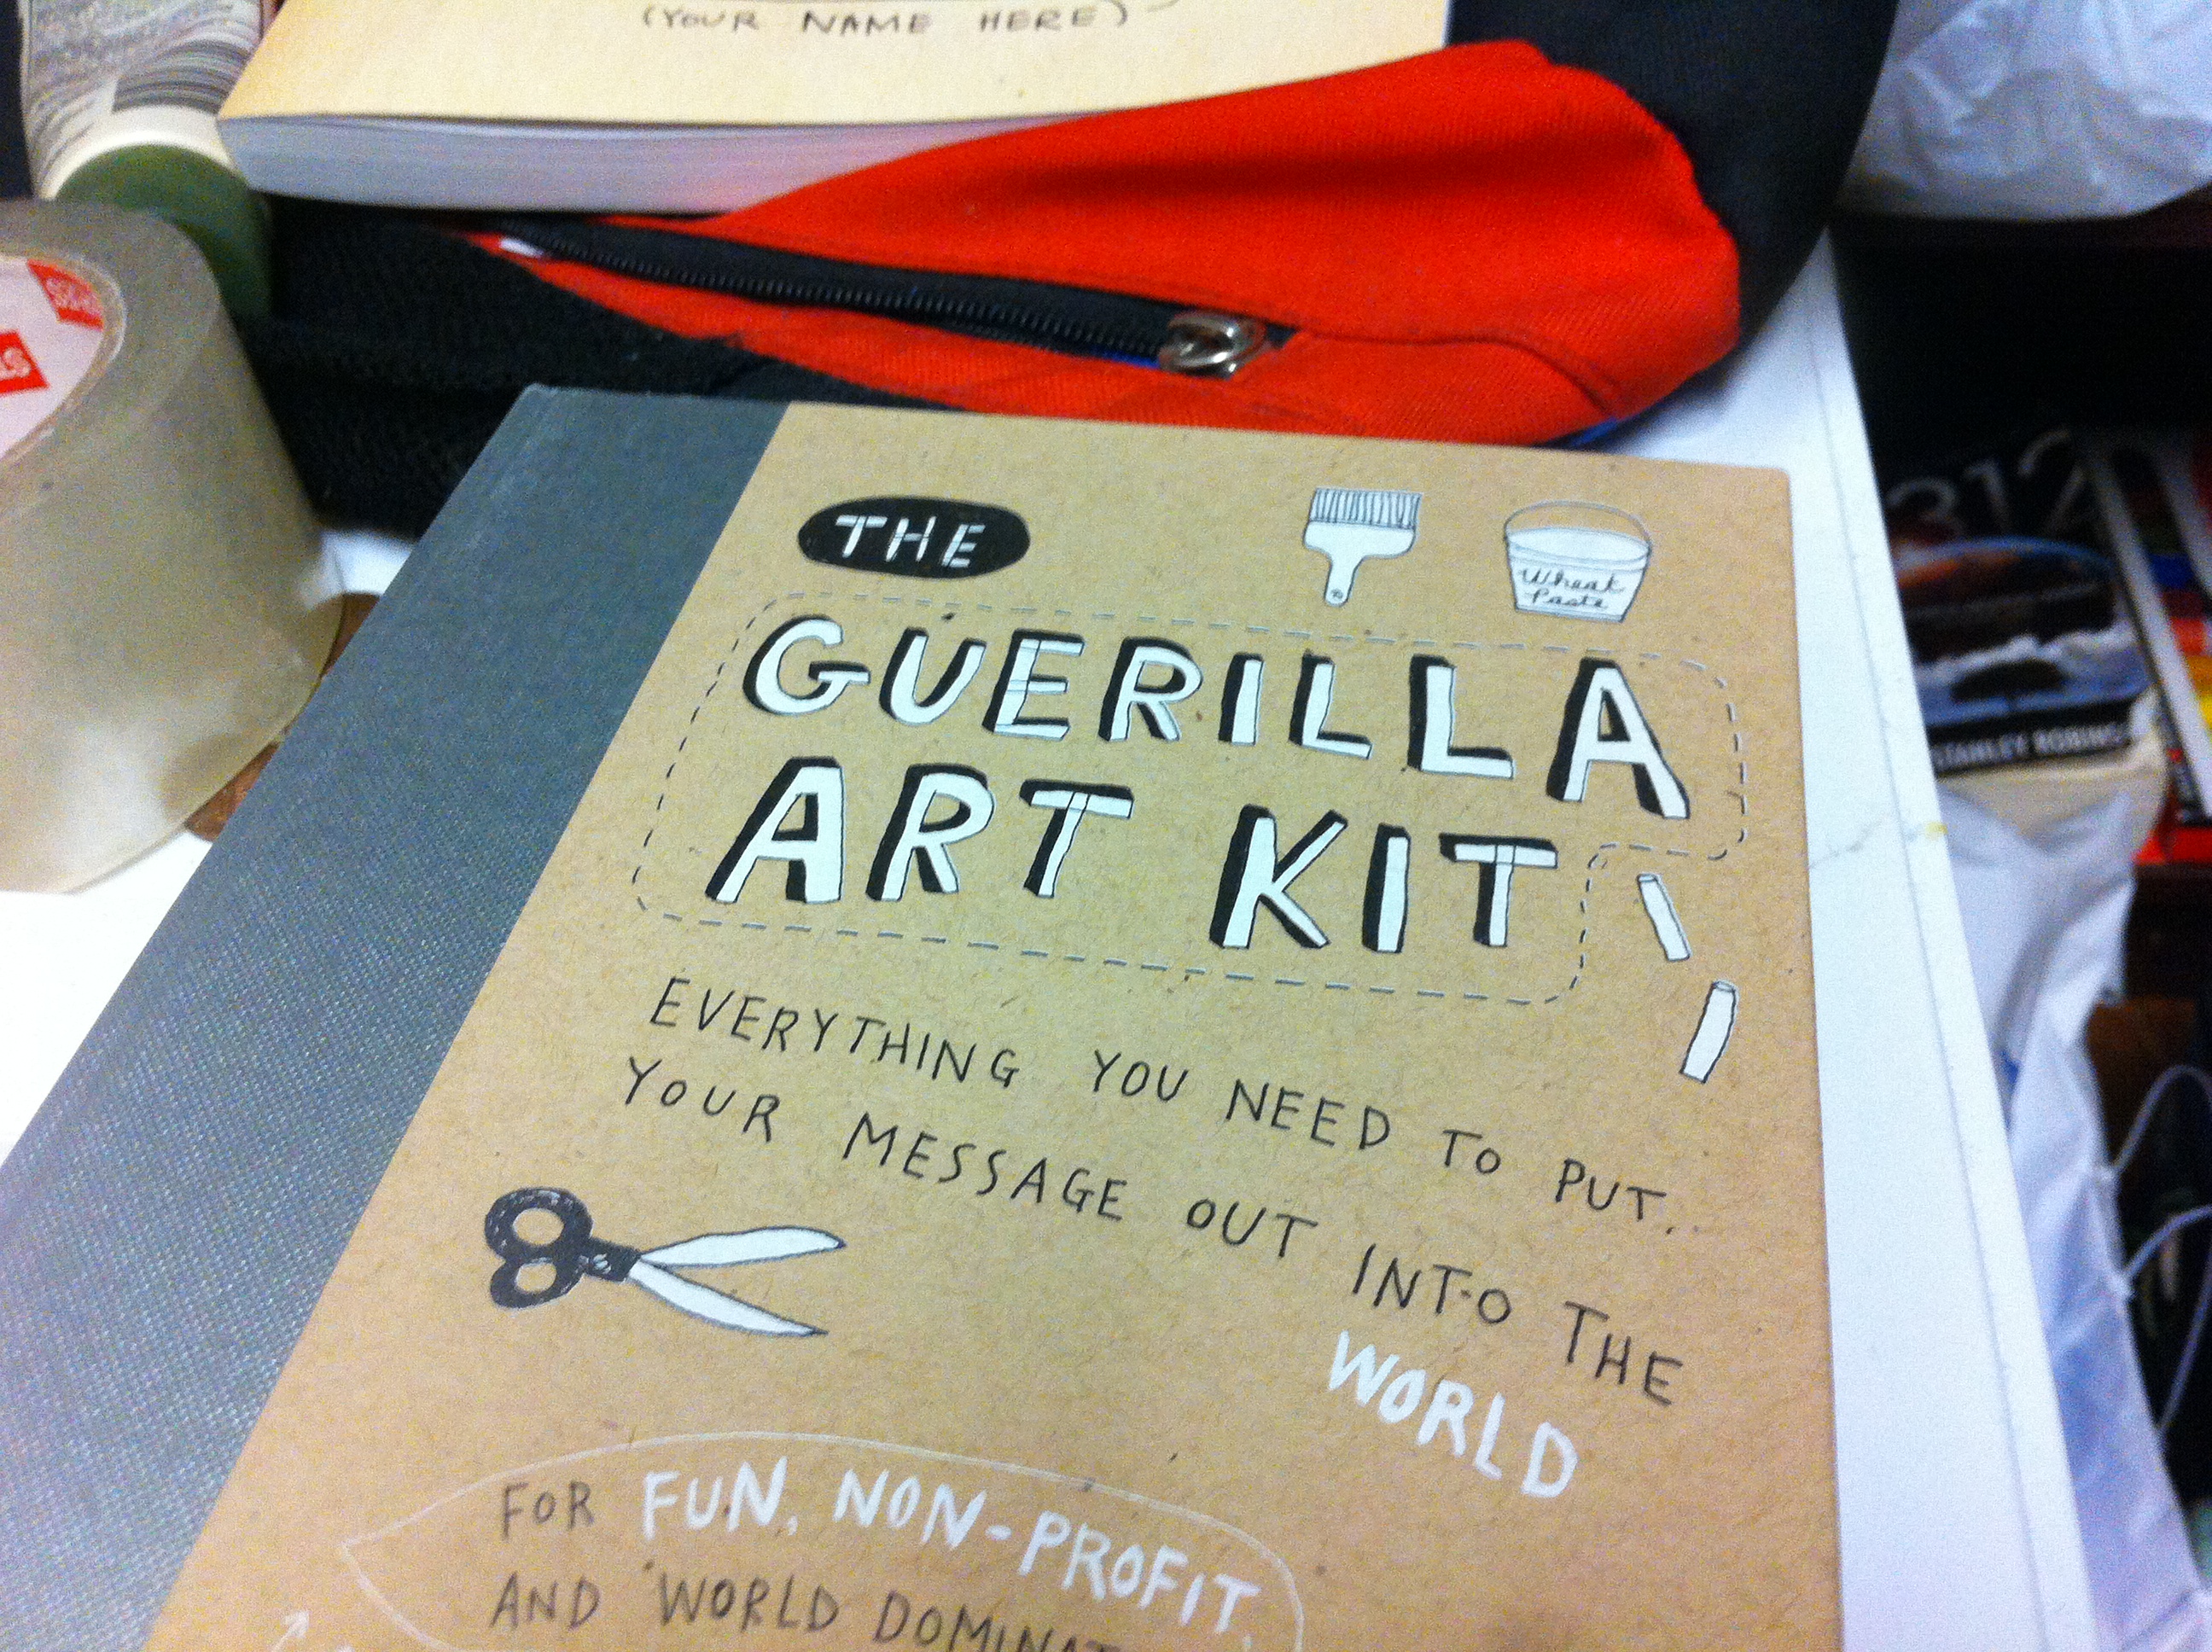 (YOUR NAME HERE)
THE
Wheat
Paste
GUERILLA
ART KIT
EVERYTHING YOU NEED TO PUT
YOUR MESSAGE OUT INTO THE
WORLD
FOR FUN, NON-PROFIT,
AND WORLD
312
STANLEY